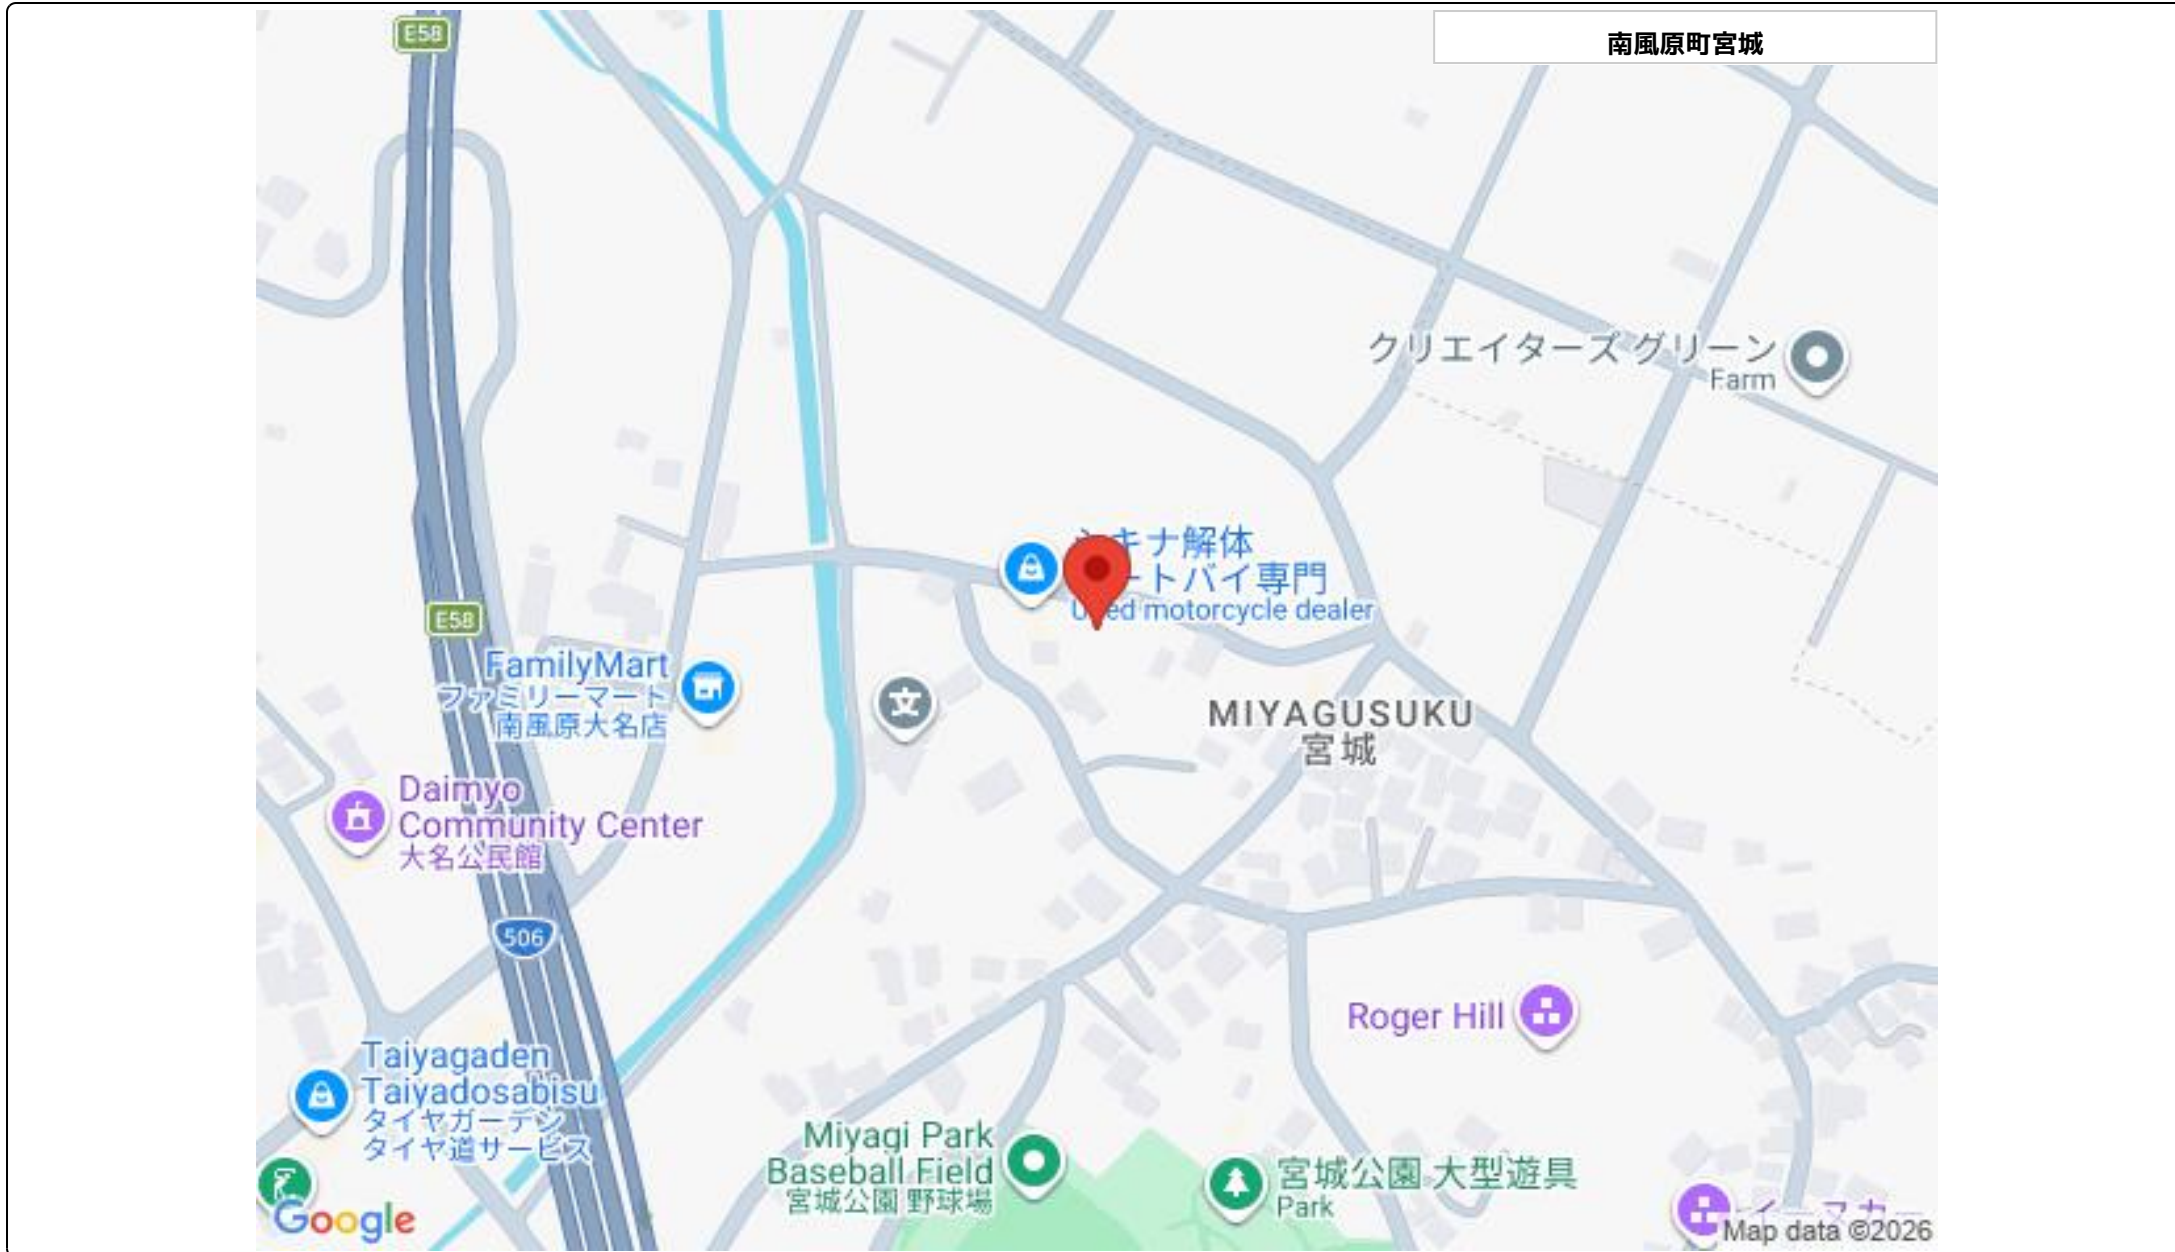 E58
南風原町宮城
クリエイターズ グリーン
Farm
キナ解体
ートバイ専門
Used motorcycle dealer
E58
FamilyMart
ファミリーマート
南風原大名店
文
MIYAGUSUKU
宮城
Daimyo
Community Center
大名公民館
506
Roger Hill
Taiyagaden
Taiyadosabisu
タイヤガーデン
タイヤ道サービス
Miyagi Park
Baseball Field
宮城公園 野球場
宮城公園 大型遊具
Park
Google
Map data ©2026